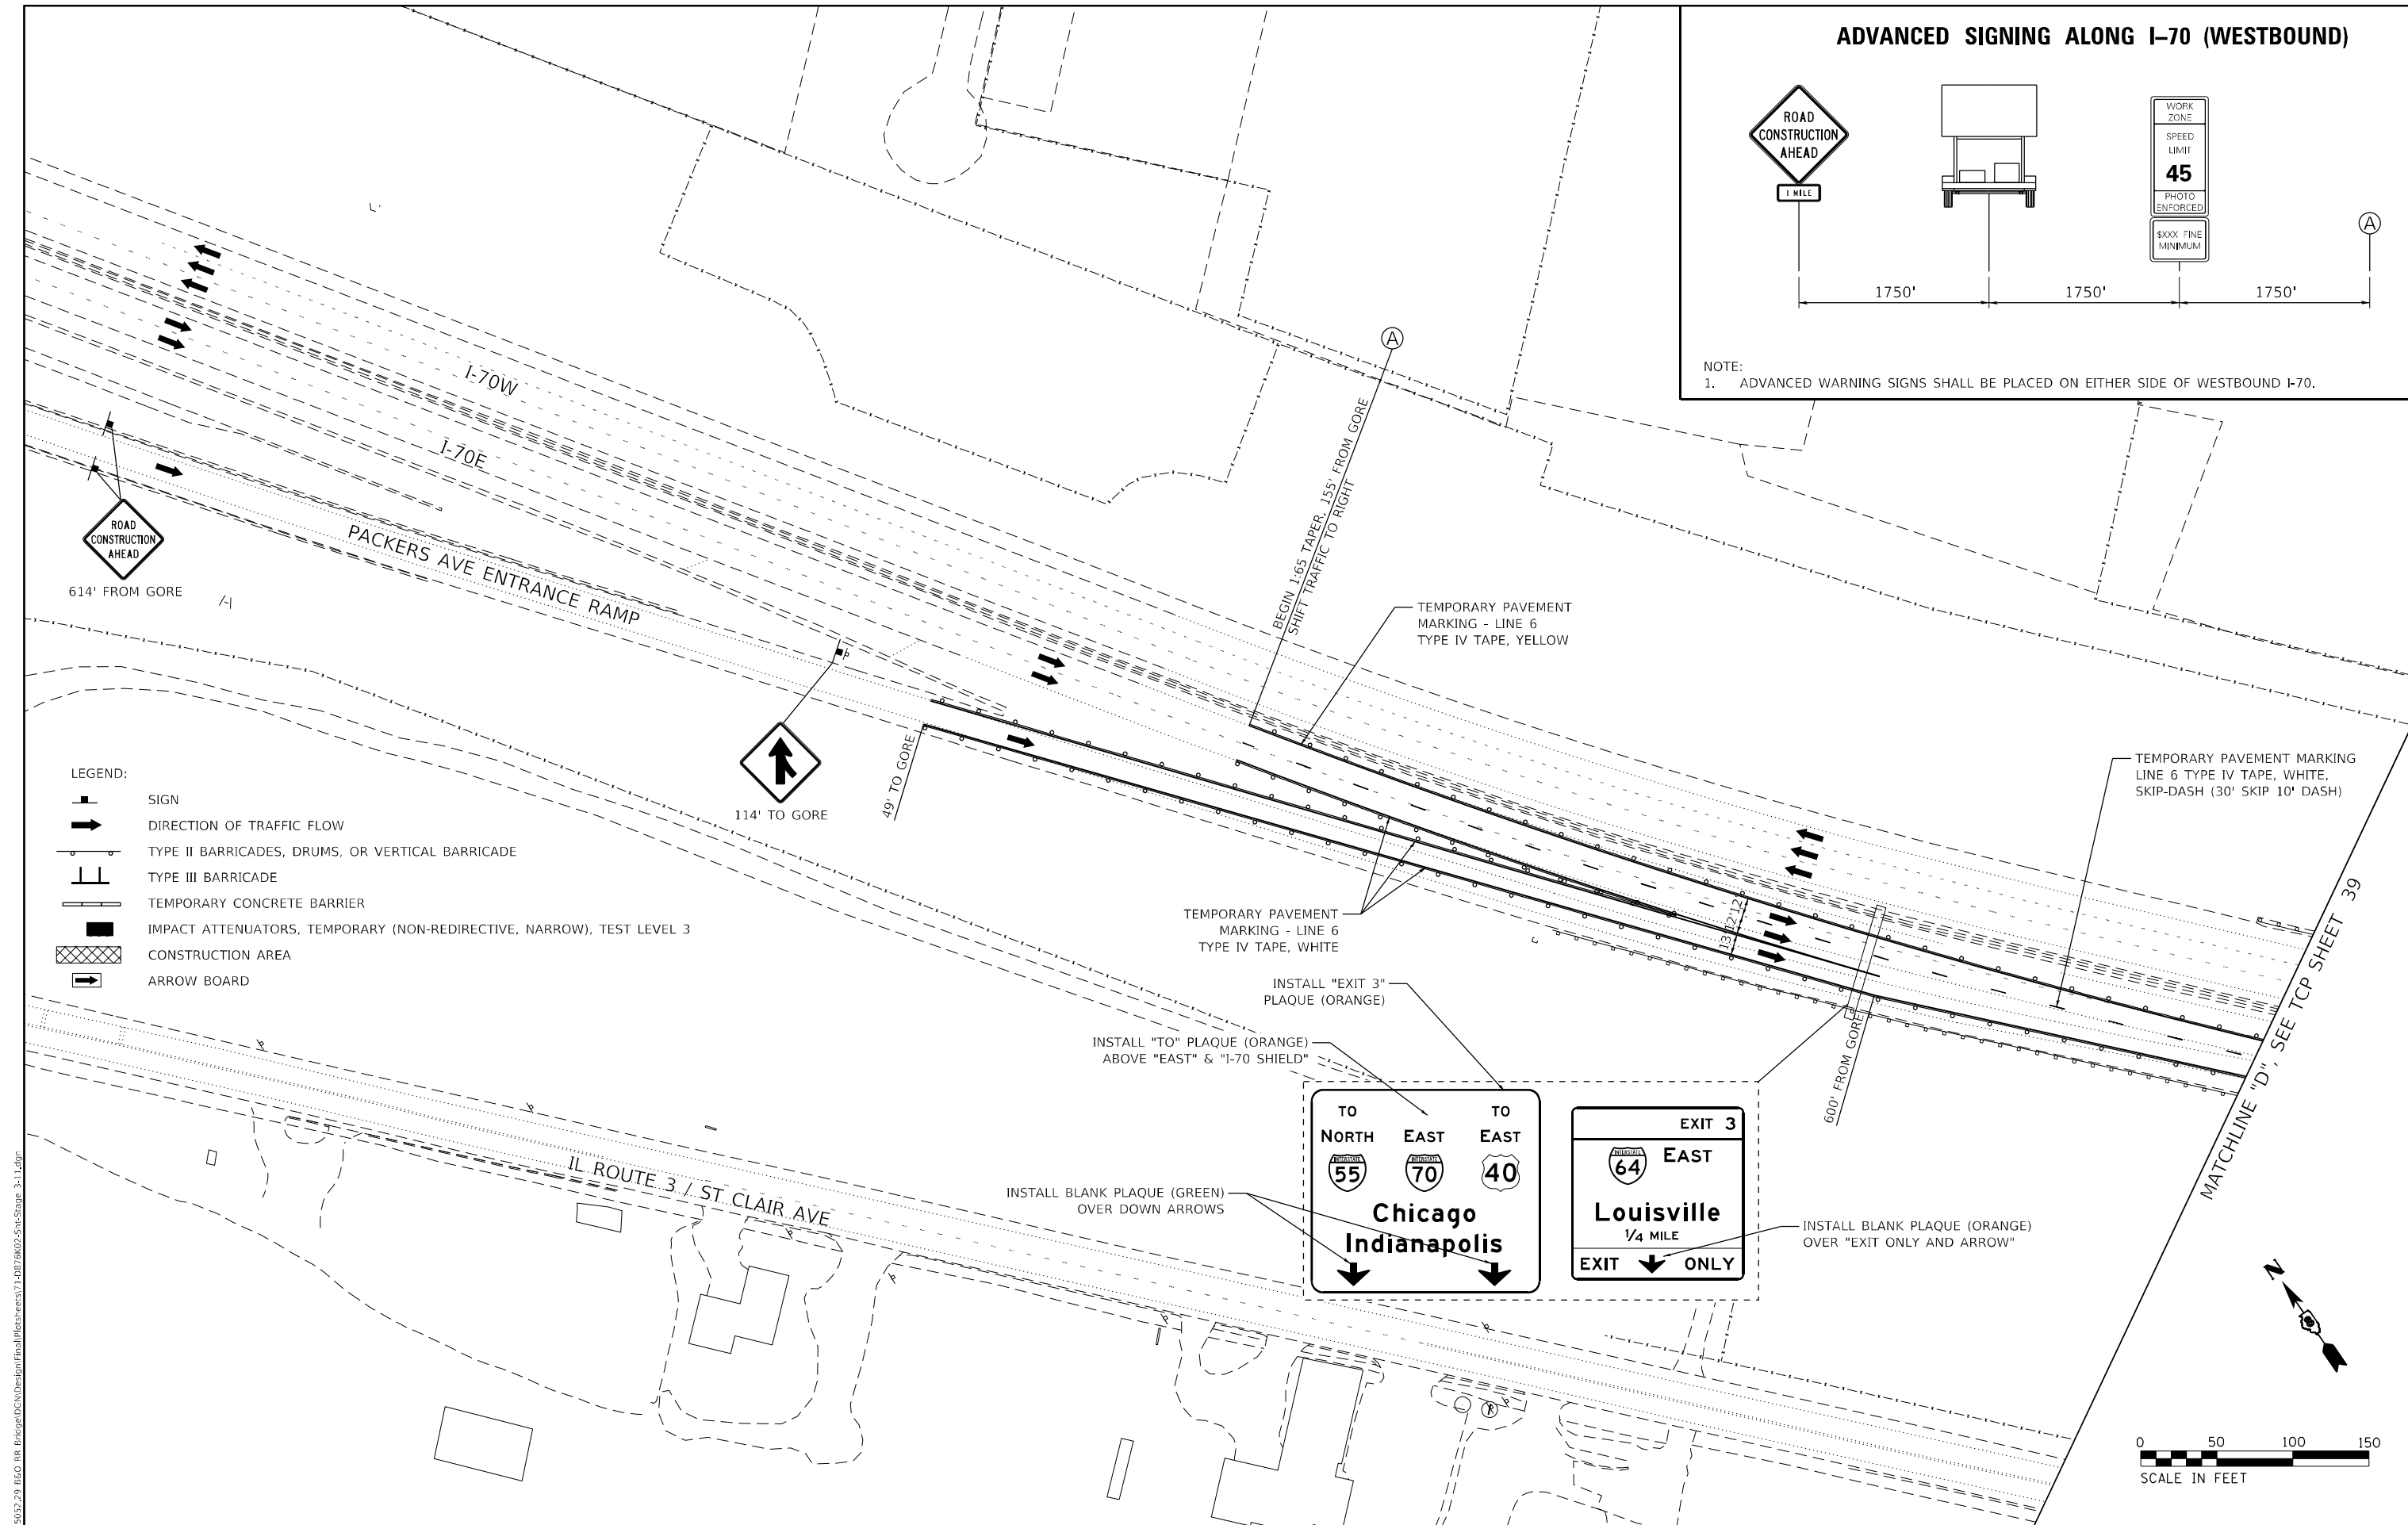 ADVANCED SIGNING ALONG I–70 (WESTBOUND)
ROAD
CONSTRUCTION
AHEAD
1 MILE
WORK
ZONE
SPEED
LIMIT
45
PHOTO
ENFORCED
$XXX FINE
MINIMUM
A
1750'
1750'
1750'
NOTE:
1. ADVANCED WARNING SIGNS SHALL BE PLACED ON EITHER SIDE OF WESTBOUND I-70.
A
BEGIN 1:65 TAPER, 155' FROM GORE
SHIFT TRAFFIC TO RIGHT
I-70W
I-70E
PACKERS AVE ENTRANCE RAMP
ROAD
CONSTRUCTION
AHEAD
614' FROM GORE
TEMPORARY PAVEMENT
MARKING - LINE 6
TYPE IV TAPE, YELLOW
114' TO GORE
49' TO GORE
TEMPORARY PAVEMENT MARKING
LINE 6 TYPE IV TAPE, WHITE,
SKIP-DASH (30' SKIP 10' DASH)
LEGEND:
SIGN
DIRECTION OF TRAFFIC FLOW
TYPE II BARRICADES, DRUMS, OR VERTICAL BARRICADE
TYPE III BARRICADE
TEMPORARY CONCRETE BARRIER
IMPACT ATTENUATORS, TEMPORARY (NON-REDIRECTIVE, NARROW), TEST LEVEL 3
CONSTRUCTION AREA
ARROW BOARD
TEMPORARY PAVEMENT
MARKING - LINE 6
TYPE IV TAPE, WHITE
13'12'12'
INSTALL "EXIT 3"
PLAQUE (ORANGE)
INSTALL "TO" PLAQUE (ORANGE)
ABOVE "EAST" & "I-70 SHIELD"
600' FROM GORE
MATCHLINE "D", SEE TCP SHEET 39
TO TO
NORTH EAST EAST
INTERSTATE INTERSTATE
55 70 40
Chicago
Indianapolis
EXIT 3
INTERSTATE
64 EAST
Louisville
1/4 MILE
EXIT ONLY
INSTALL BLANK PLAQUE (GREEN)
OVER DOWN ARROWS
INSTALL BLANK PLAQUE (ORANGE)
OVER "EXIT ONLY AND ARROW"
IL ROUTE 3 / ST CLAIR AVE
N
0 50 100 150
SCALE IN FEET